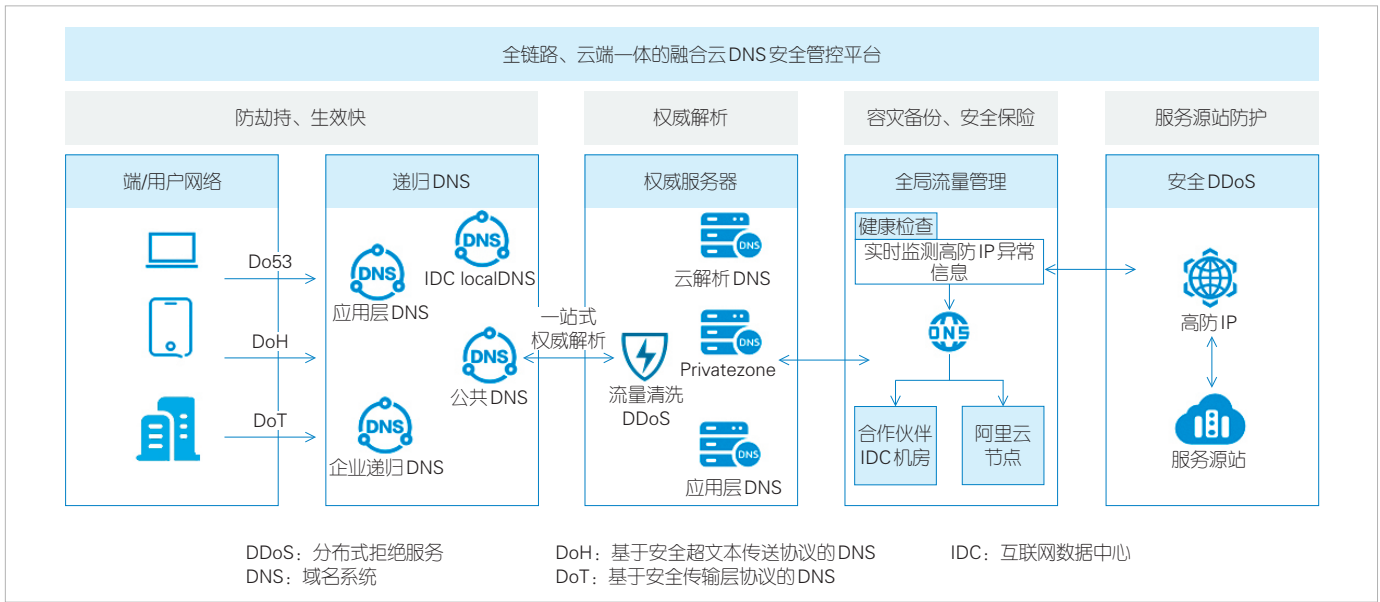 全链路、云端一体的融合云DNS安全管控平台
防劫持、生效快
权威解析
容灾备份、安全保险
服务源站防护
端/用户网络
Do53
DoH
DoT
递归DNS
DNS
IDC localDNS
DNS
应用层DNS
DNS
公共DNS
DNS
企业递归DNS
一站式
权威解析
权威服务器
DNS
云解析DNS
DNS
Privatezone
流量清洗
DDoS
DNS
应用层DNS
全局流量管理
健康检查
实时监测高防IP异常
信息
DNS
合作伙伴
IDC机房
阿里云
节点
安全DDoS
高防IP
服务源站
DDoS：分布式拒绝服务
DNS：域名系统
DoH：基于安全超文本传送协议的DNS
DoT：基于安全传输层协议的DNS
IDC：互联网数据中心